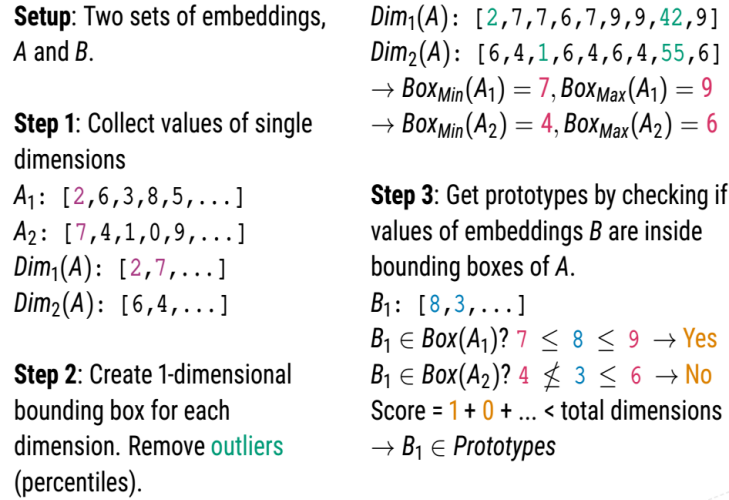 Setup: Two sets of embeddings,
A and B.
Step 1: Collect values of single
dimensions
A₁: [2,6,3,8,5,...]
A₂: [7,4,1,0,9,...]
Dim₁(A): [2,7,...]
Dim₂(A): [6,4,...]
Step 2: Create 1-dimensional
bounding box for each
dimension. Remove outliers
(percentiles).
Dim₁(A): [2,7,7,6,7,9,9,42,9]
Dim₂(A): [6,4,1,6,4,6,4,55,6]
→ Box_Min(A₁) = 7, Box_Max(A₁) = 9
→ Box_Min(A₂) = 4, Box_Max(A₂) = 6
Step 3: Get prototypes by checking if
values of embeddings B are inside
bounding boxes of A.
B₁: [8,3,...]
B₁ ∈ Box(A₁)? 7 ≤ 8 ≤ 9 → Yes
B₁ ∈ Box(A₂)? 4 ≰ 3 ≤ 6 → No
Score = 1 + 0 + ... < total dimensions
→ B₁ ∈ Prototypes